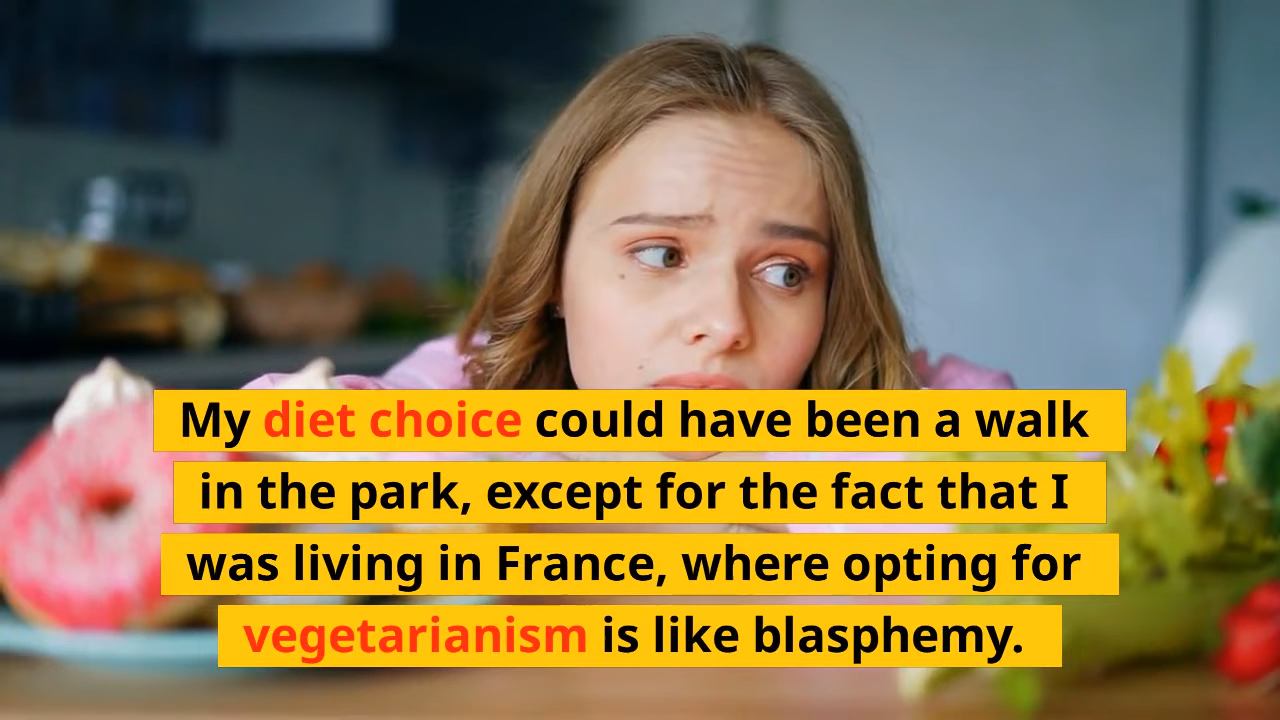 My diet choice could have been a walk
in the park, except for the fact that I
was living in France, where opting for
vegetarianism is like blasphemy.